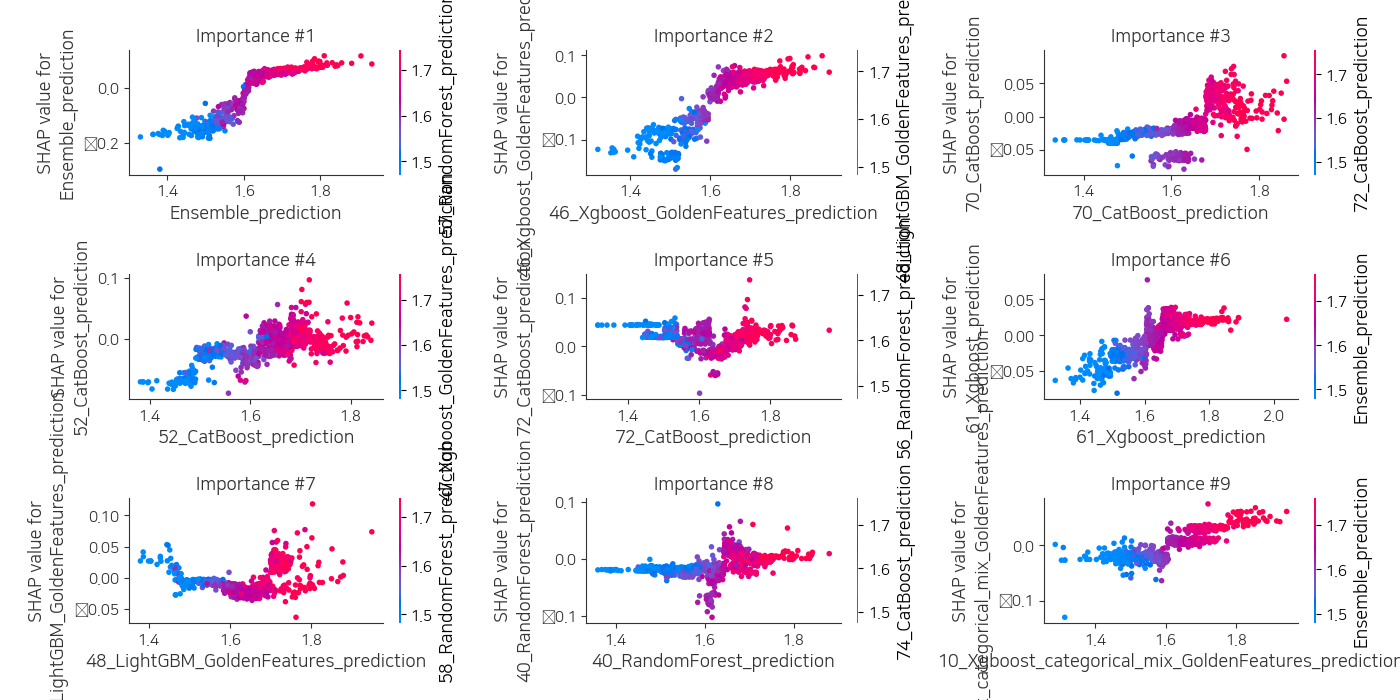 Importance #1
SHAP value for
Ensemble_prediction
0.0
0.2
1.4 1.6 1.8
Ensemble_prediction
1.7
1.6
1.5
Importance #2
SHAP value for
0.1
0.0
0.1
1.4 1.6 1.8
46_Xgboost_GoldenFeatures_prediction
1.7
1.6
1.5
Importance #3
SHAP value for
70_CatBoost_prediction
0.05
0.00
0.05
1.4 1.6 1.8
70_CatBoost_prediction
1.7
1.6
1.5
72_CatBoost_prediction
Importance #4
SHAP value for
52_CatBoost_prediction
0.1
0.0
1.4 1.6 1.8
52_CatBoost_prediction
1.7
1.6
1.5
Importance #5
SHAP value for
72_CatBoost_prediction
0.1
0.0
0.1
1.4 1.6 1.8
72_CatBoost_prediction
1.7
1.6
1.5
56_RandomForest_prediction
Importance #6
SHAP value for
61_Xgboost_prediction
0.05
0.00
0.05
1.4 1.6 1.8 2.0
61_Xgboost_prediction
1.7
1.6
1.5
Ensemble_prediction
Importance #7
SHAP value for
LightGBM_GoldenFeatures_prediction
0.10
0.05
0.00
0.05
1.4 1.6 1.8
48_LightGBM_GoldenFeatures_prediction
1.7
1.6
1.5
58_RandomForest_prediction
Importance #8
SHAP value for
40_RandomForest_prediction
0.1
0.0
0.1
1.4 1.6 1.8
40_RandomForest_prediction
1.7
1.6
1.5
74_CatBoost_prediction
Importance #9
SHAP value for
_categorical_mix_GoldenFeatures_prediction
0.0
0.1
1.4 1.6 1.8
10_Xgboost_categorical_mix_GoldenFeatures_prediction
1.7
1.6
1.5
Ensemble_prediction